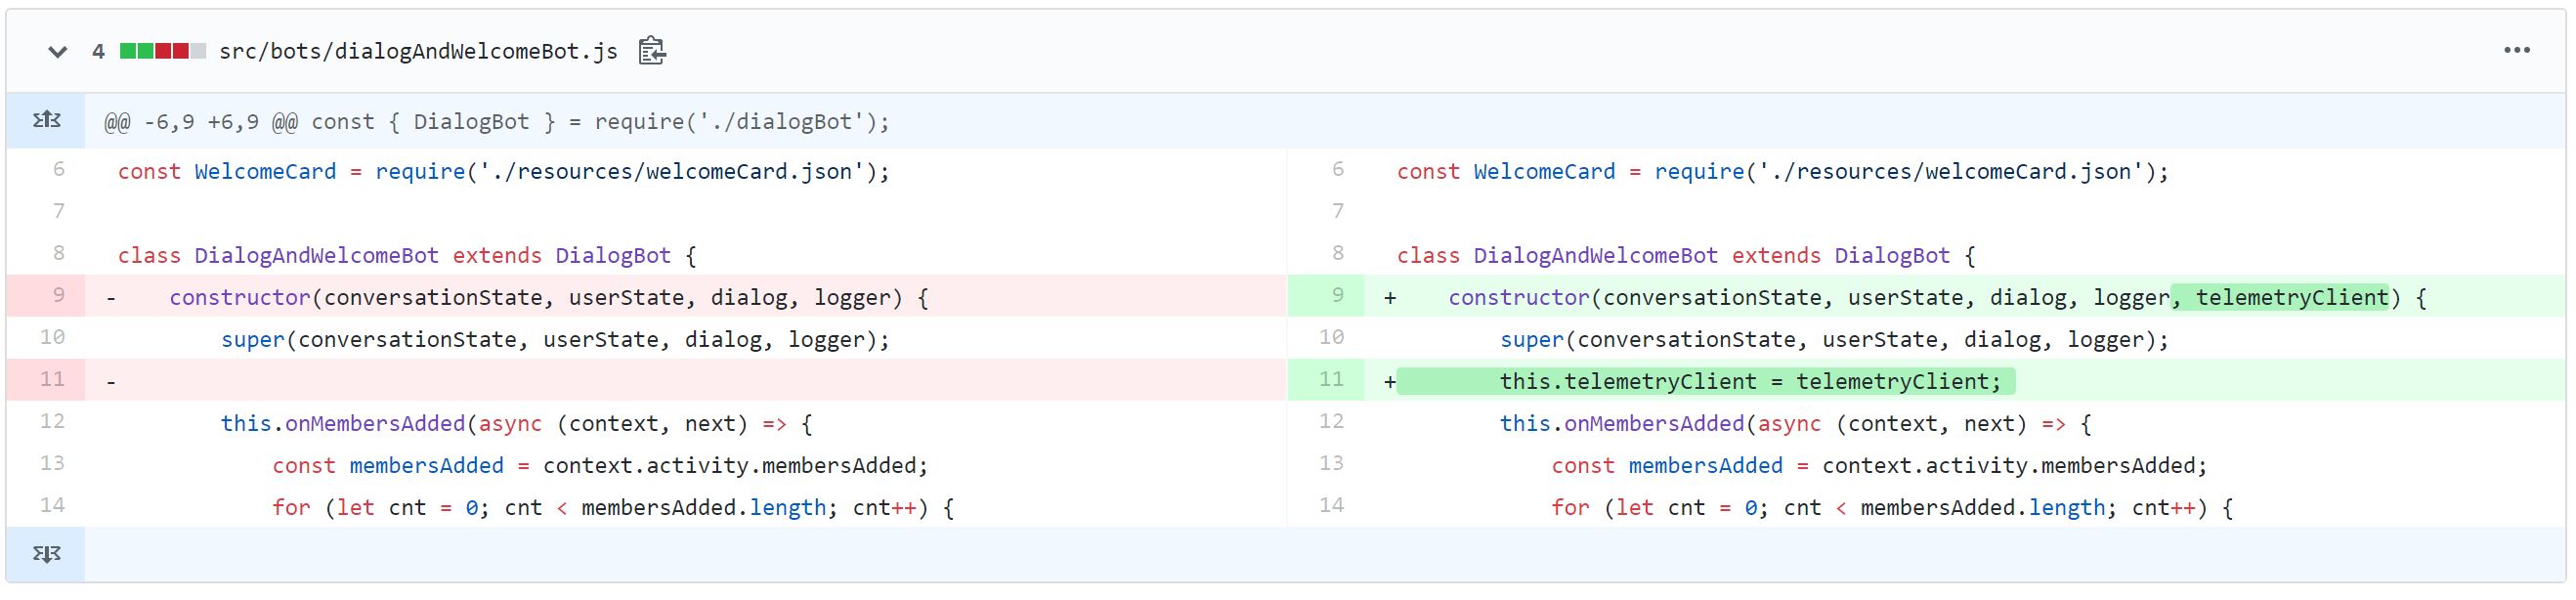 4 src/bots/dialogAndWelcomeBot.js
@@ -6,9 +6,9 @@ const { DialogBot } = require('./dialogBot');
6 const WelcomeCard = require('./resources/welcomeCard.json');
7
8 class DialogAndWelcomeBot extends DialogBot {
9 - constructor(conversationState, userState, dialog, logger) {
10 super(conversationState, userState, dialog, logger);
11 -
12 this.onMembersAdded(async (context, next) => {
13 const membersAdded = context.activity.membersAdded;
14 for (let cnt = 0; cnt < membersAdded.length; cnt++) {
6 const WelcomeCard = require('./resources/welcomeCard.json');
7
8 class DialogAndWelcomeBot extends DialogBot {
9 + constructor(conversationState, userState, dialog, logger, telemetryClient) {
10 super(conversationState, userState, dialog, logger);
11 + this.telemetryClient = telemetryClient;
12 this.onMembersAdded(async (context, next) => {
13 const membersAdded = context.activity.membersAdded;
14 for (let cnt = 0; cnt < membersAdded.length; cnt++) {